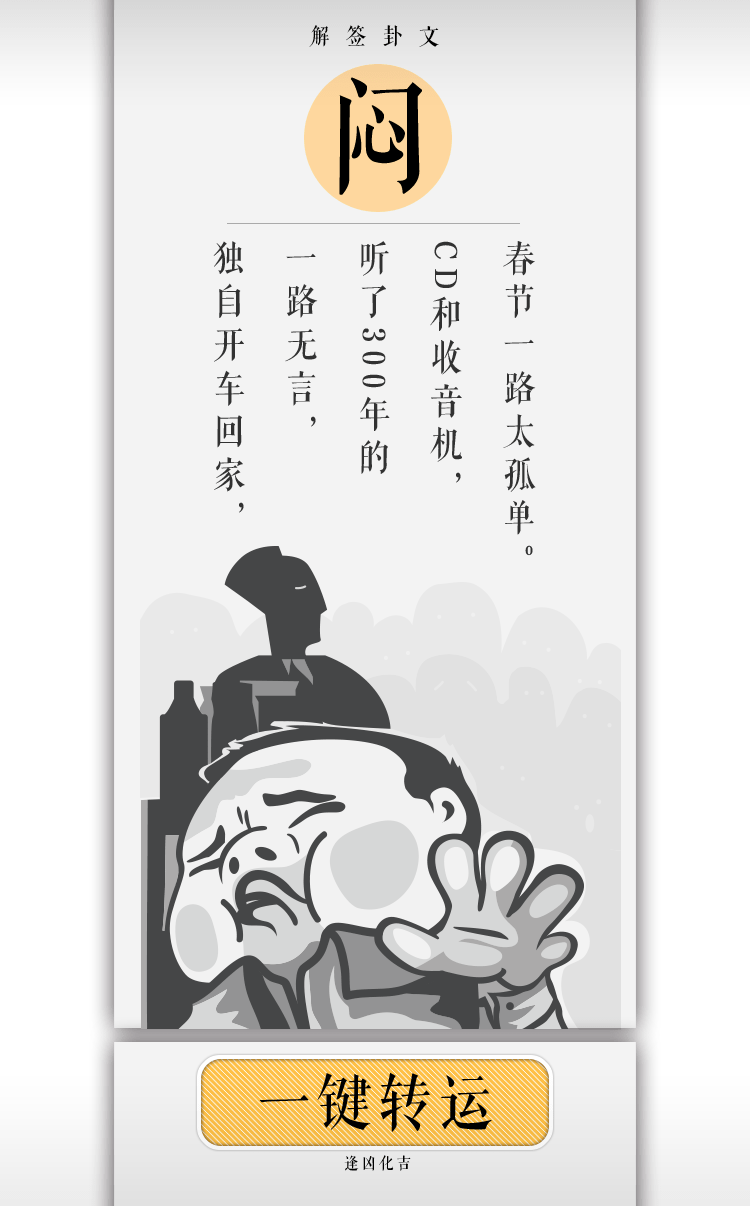 解签卦文
闷
独自开车回家，
一路无言，
听了300年的
CD和收音机，
春节一路太孤单。
一键转运
逢凶化吉